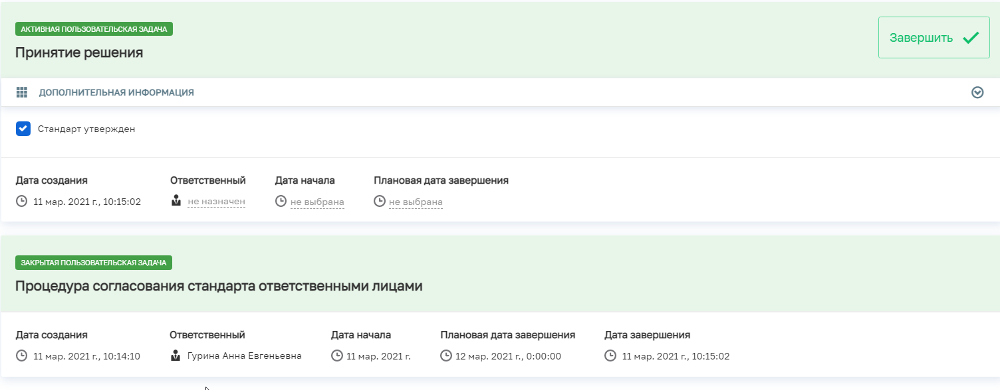 АКТИВНАЯ ПОЛЬЗОВАТЕЛЬСКАЯ ЗАДАЧА
Принятие решения
Завершить
ДОПОЛНИТЕЛЬНАЯ ИНФОРМАЦИЯ
Стандарт утвержден
Дата создания Ответственный Дата начала Плановая дата завершения
11 мар. 2021 г., 10:15:02 не назначен не выбрана не выбрана
ЗАКРЫТАЯ ПОЛЬЗОВАТЕЛЬСКАЯ ЗАДАЧА
Процедура согласования стандарта ответственными лицами
Дата создания Ответственный Дата начала Плановая дата завершения Дата завершения
11 мар. 2021 г., 10:14:10 Гурина Анна Евгеньевна 11 мар. 2021 г. 12 мар. 2021 г., 0:00:00 11 мар. 2021 г., 10:15:02